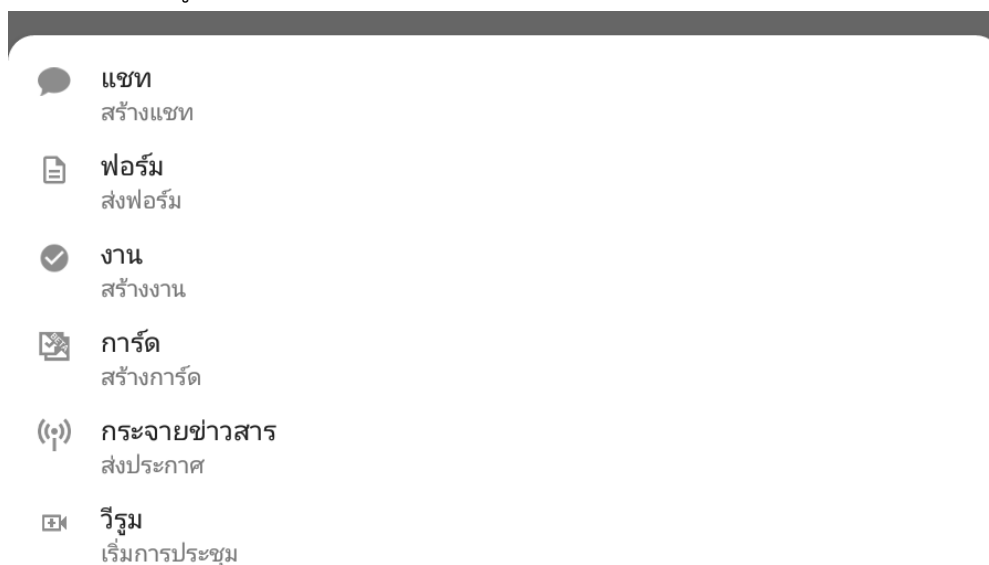 แชท
สร้างแชท
ฟอร์ม
ส่งฟอร์ม
งาน
สร้างงาน
การ์ด
สร้างการ์ด
กระจายข่าวสาร
ส่งประกาศ
วีรูม
เริ่มการประชุม